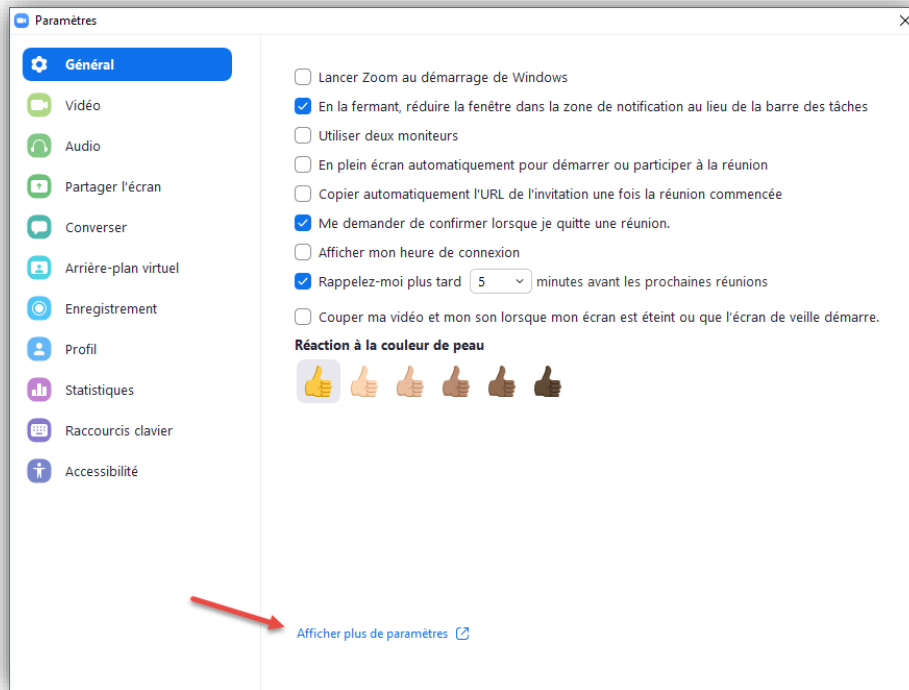 Paramètres
Général
Vidéo
Audio
Partager l'écran
Converser
Arrière-plan virtuel
Enregistrement
Profil
Statistiques
Raccourcis clavier
Accessibilité
Lancer Zoom au démarrage de Windows
En la fermant, réduire la fenêtre dans la zone de notification au lieu de la barre des tâches
Utiliser deux moniteurs
En plein écran automatiquement pour démarrer ou participer à la réunion
Copier automatiquement l'URL de l'invitation une fois la réunion commencée
Me demander de confirmer lorsque je quitte une réunion.
Afficher mon heure de connexion
Rappelez-moi plus tard 5 minutes avant les prochaines réunions
Couper ma vidéo et mon son lorsque mon écran est éteint ou que l'écran de veille démarre.
Réaction à la couleur de peau
Afficher plus de paramètres